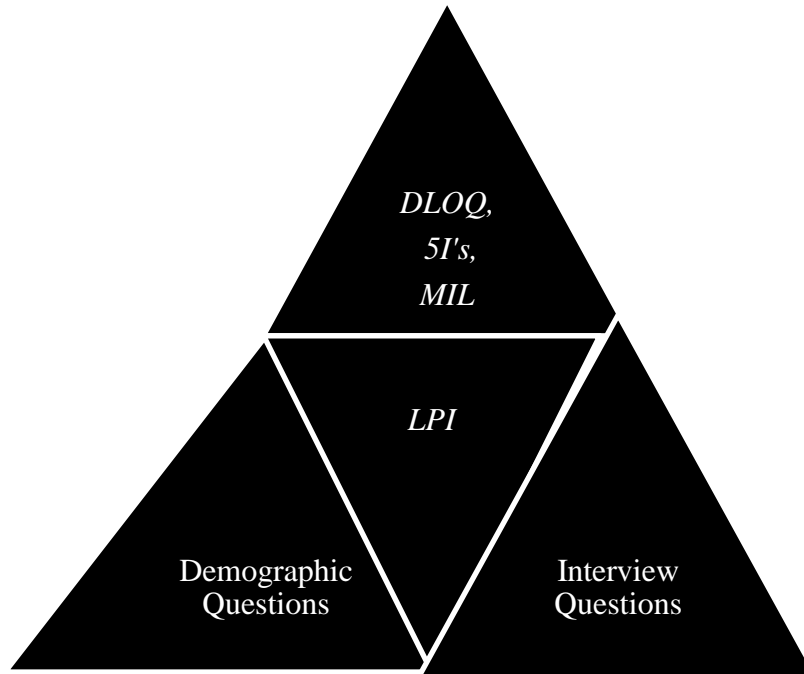 DLOQ,
5I's,
MIL
LPI
Demographic
Questions
Interview
Questions